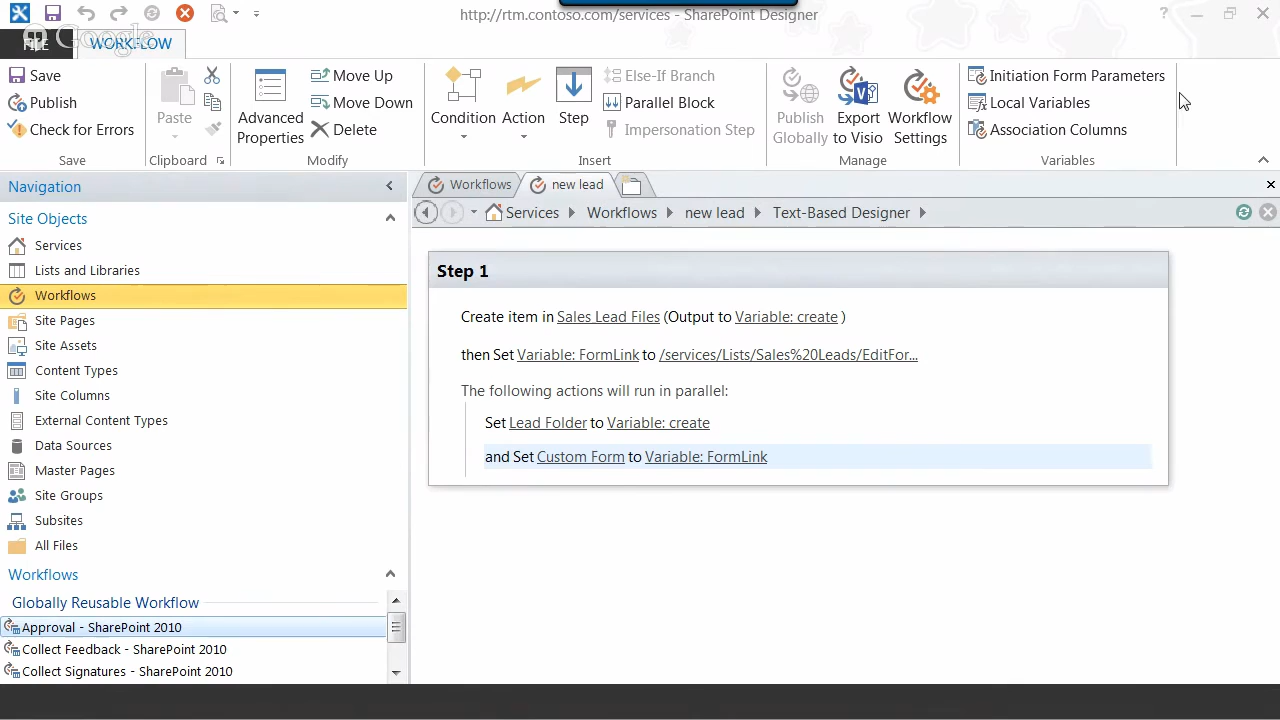 http://rtm.contoso.com/services - SharePoint Designer
?
Google
FILE
WORKFLOW
Save
Publish
Check for Errors
Save
Paste
Clipboard
Advanced
Properties
Move Up
Move Down
Delete
Modify
Condition
Action
Step
Else-If Branch
Parallel Block
Impersonation Step
Insert
Publish
Globally
Export
to Visio
Workflow
Settings
Manage
Initiation Form Parameters
Local Variables
Association Columns
Variables
Navigation
Site Objects
Services
Lists and Libraries
Workflows
Site Pages
Site Assets
Content Types
Site Columns
External Content Types
Data Sources
Master Pages
Site Groups
Subsites
All Files
Workflows
Globally Reusable Workflow
Approval - SharePoint 2010
Collect Feedback - SharePoint 2010
Collect Signatures - SharePoint 2010
Workflows
new lead
Services
Workflows
new lead
Text-Based Designer
Step 1
Create item in Sales Lead Files (Output to Variable: create )
then Set Variable: FormLink to /services/Lists/Sales%20Leads/EditFor...
The following actions will run in parallel:
Set Lead Folder to Variable: create
and Set Custom Form to Variable: FormLink